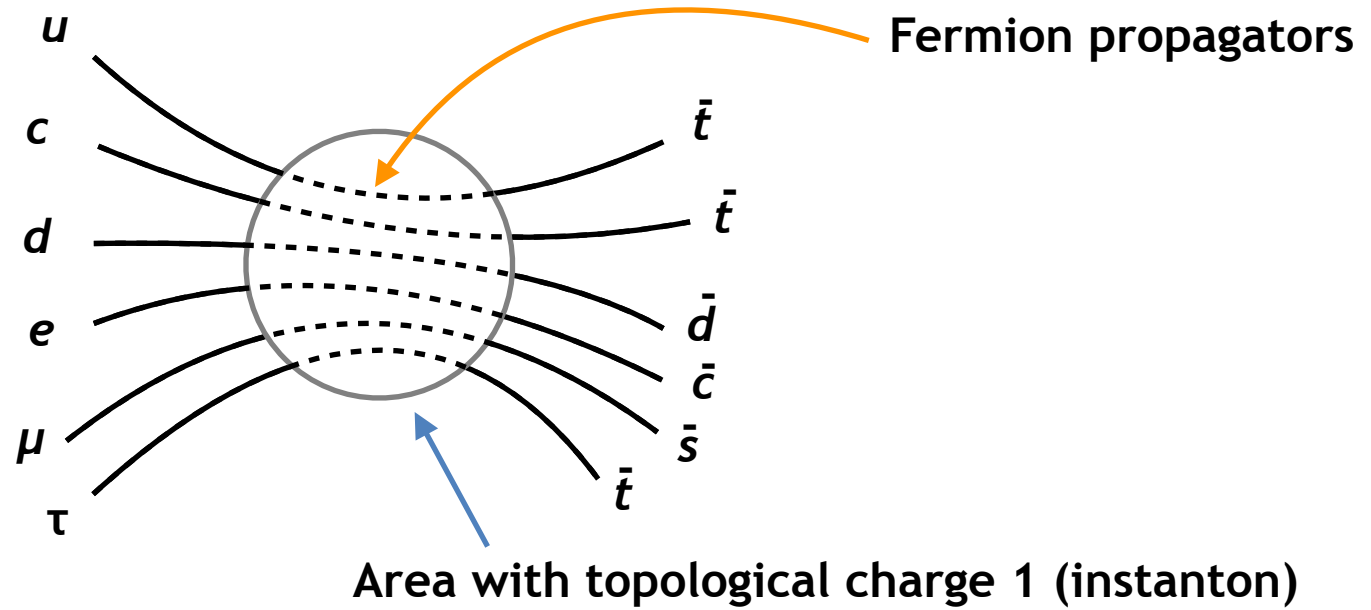 u
Fermion propagators
c
t̄
t̄
d
e
d̄
c̄
μ
s̄
t̄
τ
Area with topological charge 1 (instanton)